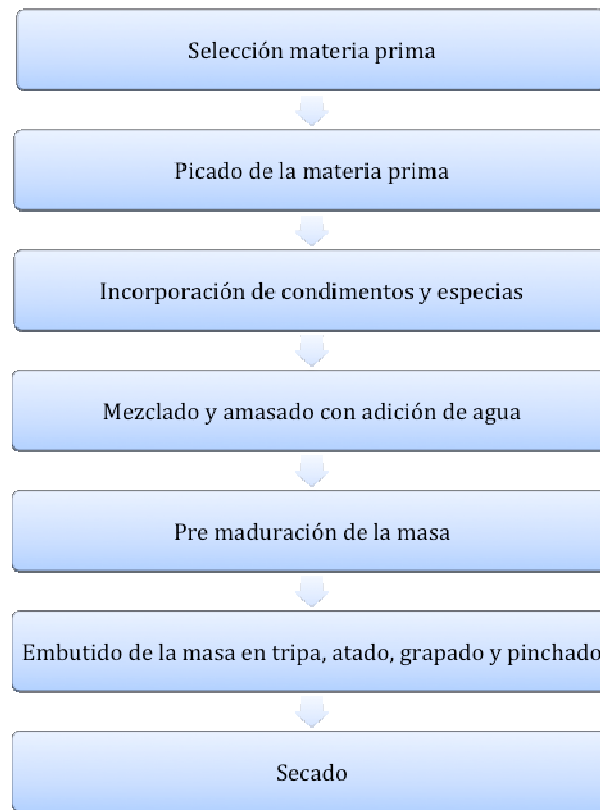 Selección materia prima
Picado de la materia prima
Incorporación de condimentos y especias
Mezclado y amasado con adición de agua
Pre maduración de la masa
Embutido de la masa en tripa, atado, grapado y pinchado
Secado